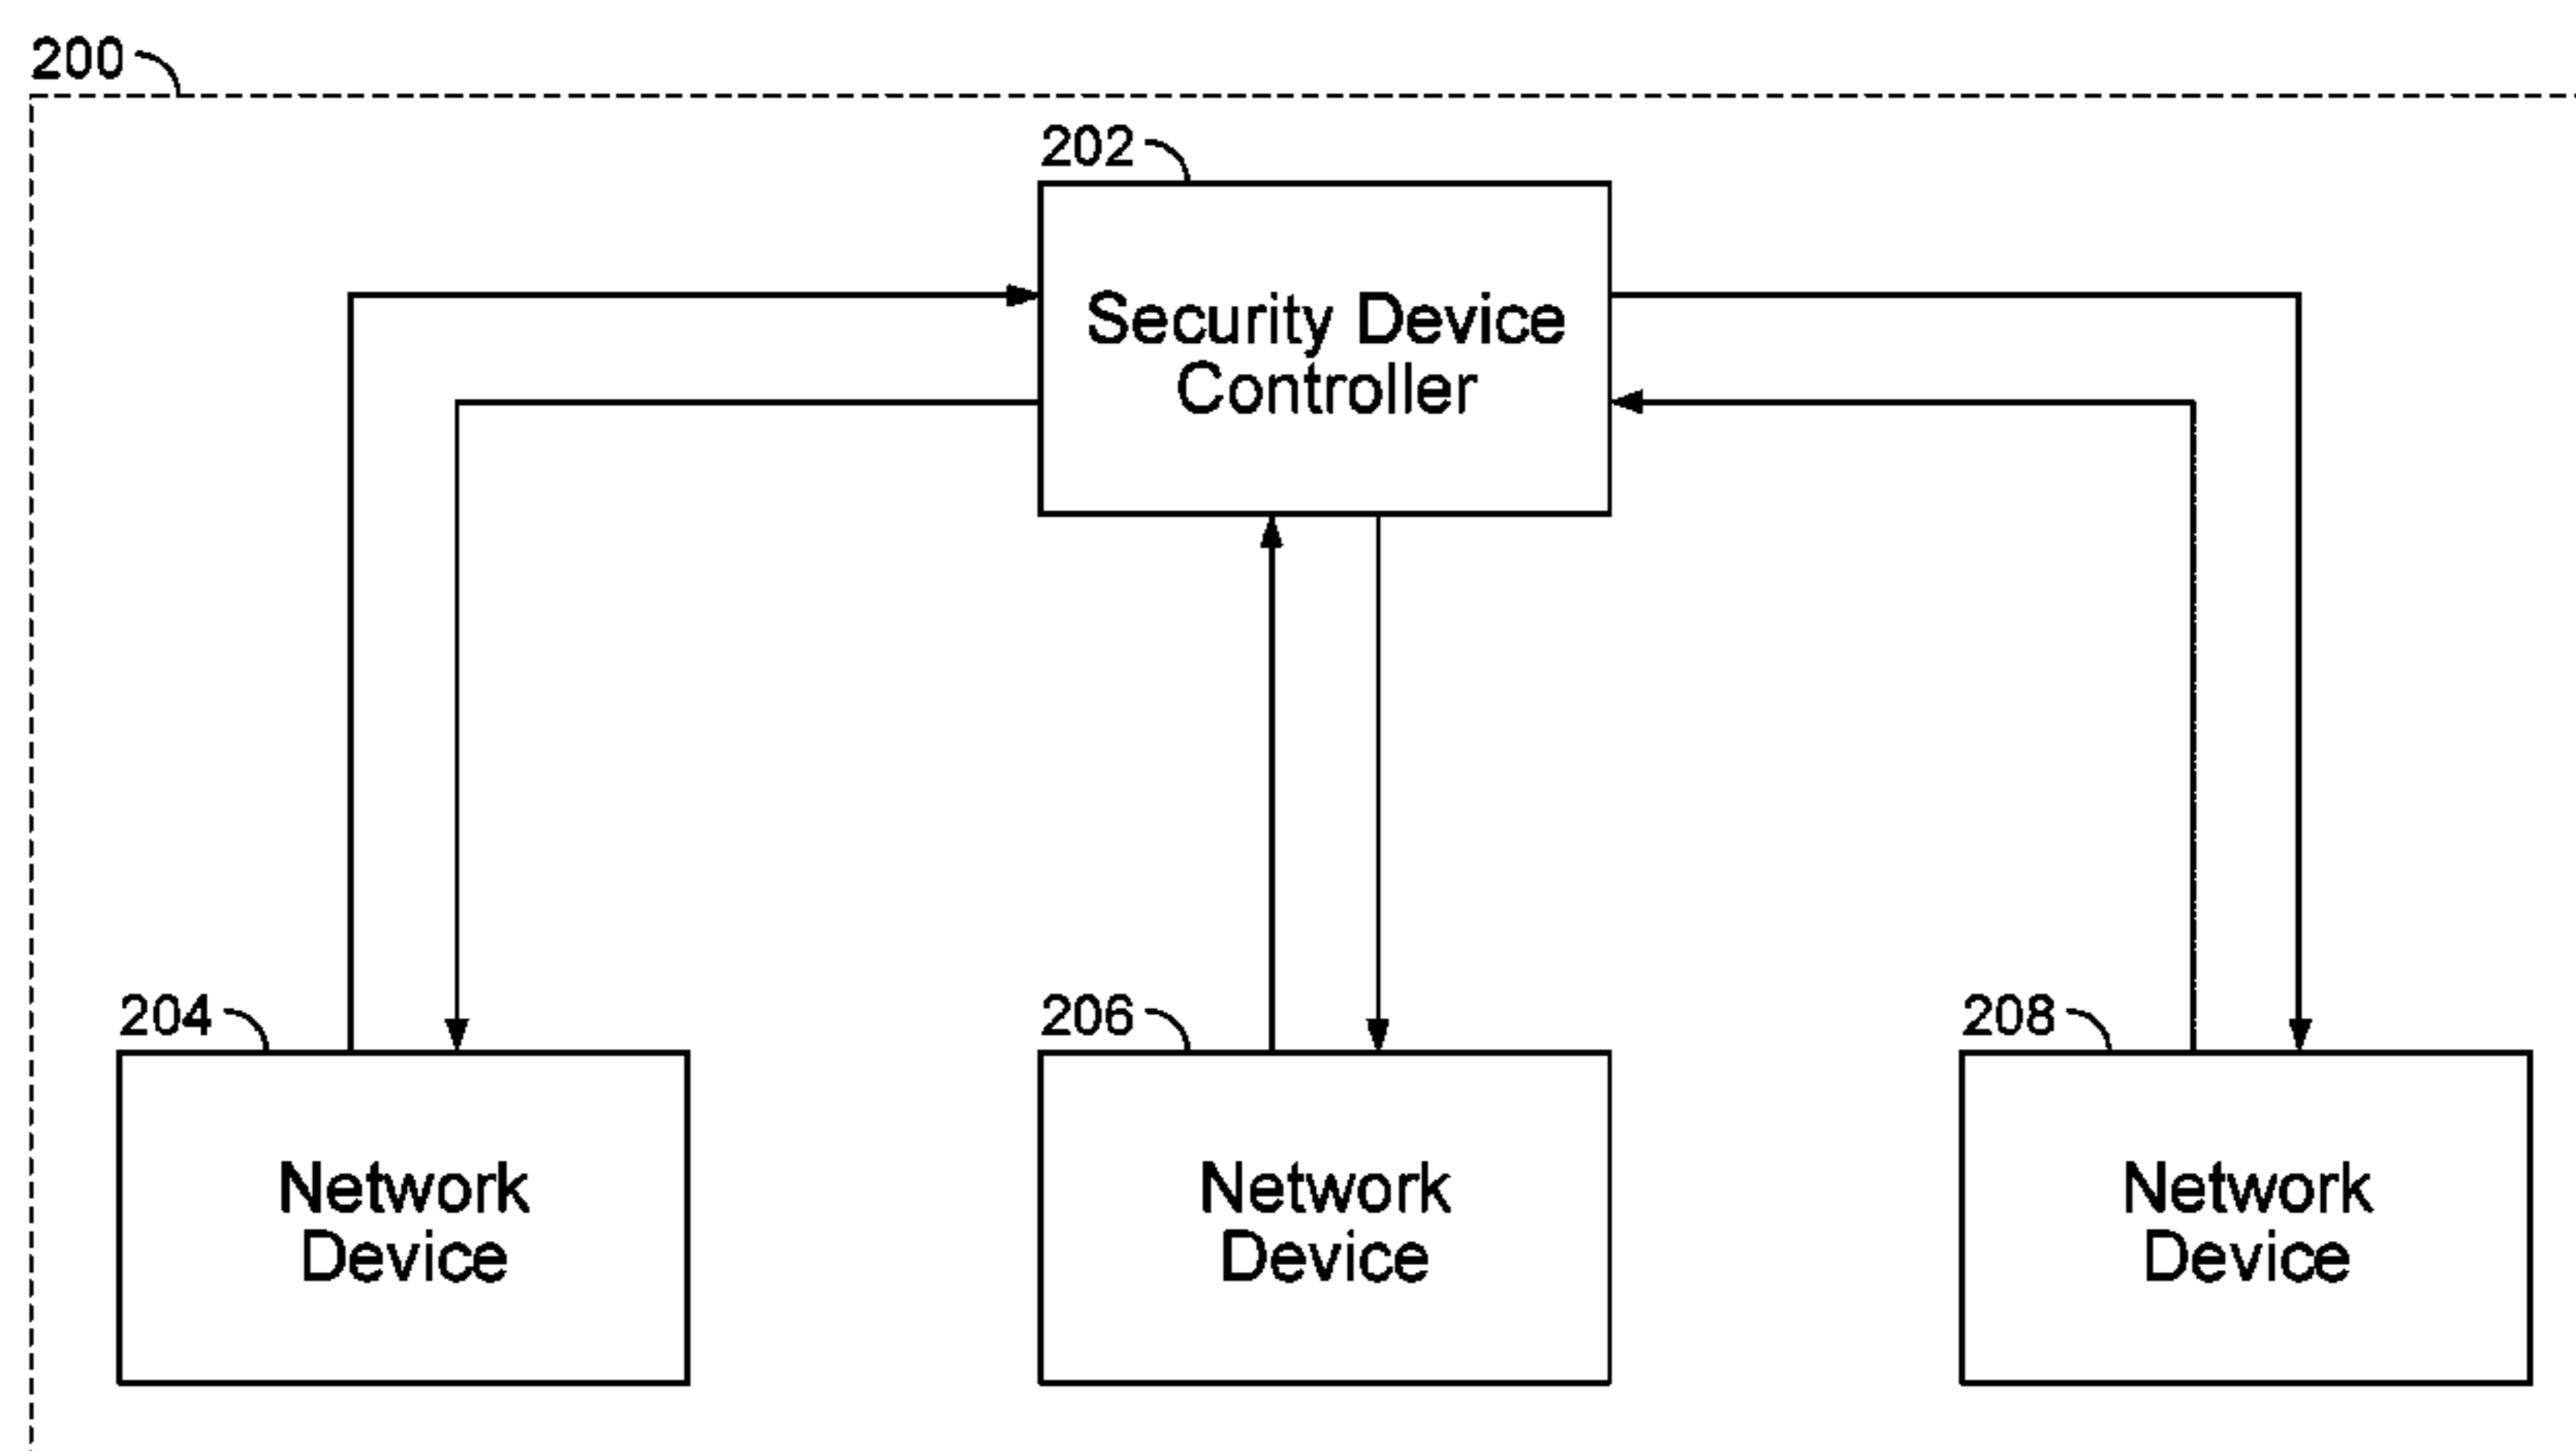 200
202
Security Device
Controller
204
206
208
Network
Device
Network
Device
Network
Device